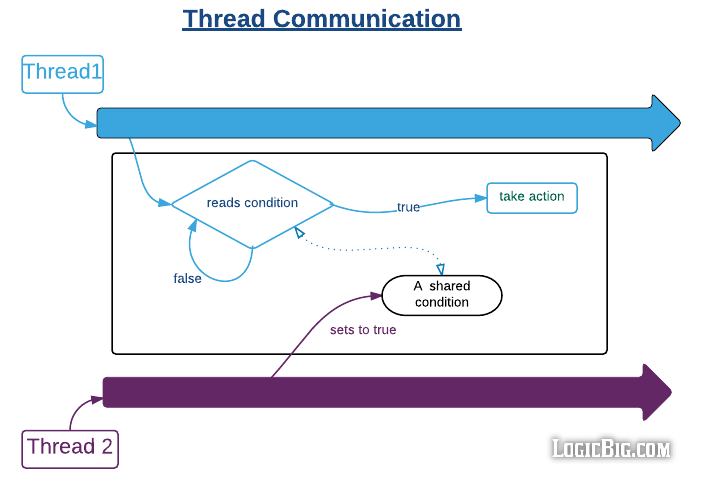 Thread Communication
Thread1
reads condition
true
take action
false
A  shared
condition
sets to true
Thread 2
LogicBig.com